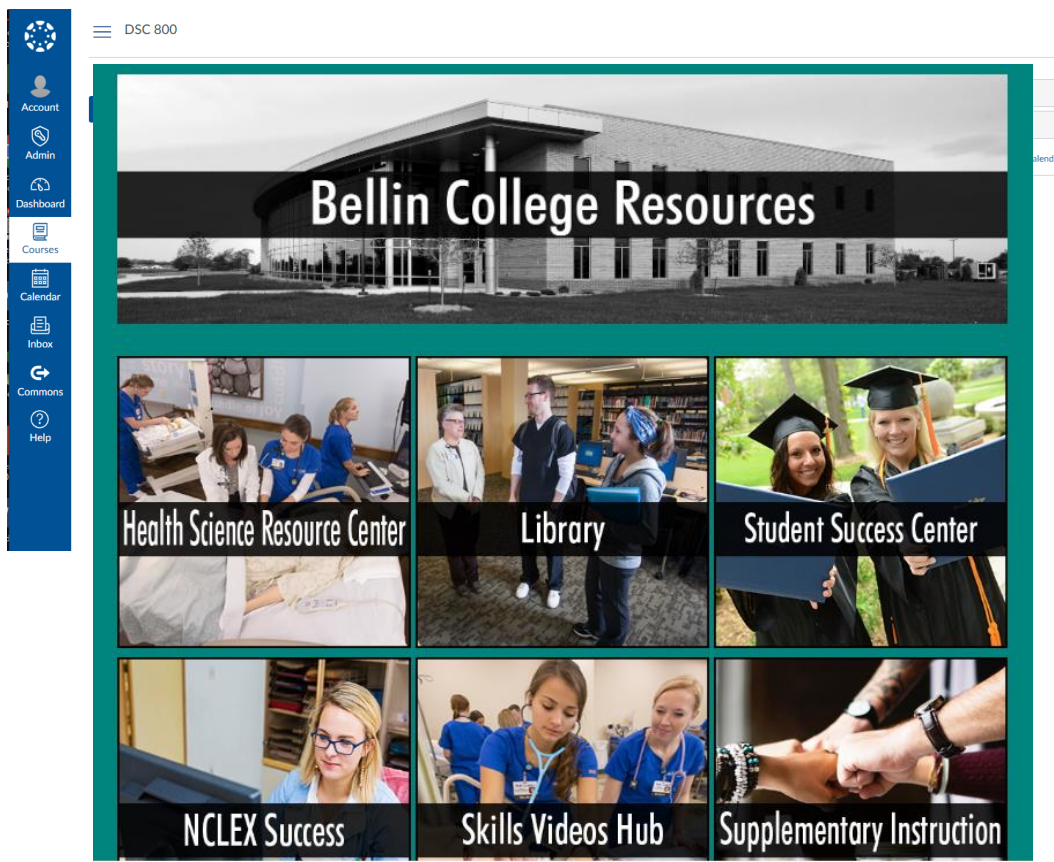 DSC 800
Account
Admin
Dashboard
Courses
Calendar
Inbox
Commons
Help
Bellin College Resources
Health Science Resource Center
Library
Student Success Center
NCLEX Success
Skills Videos Hub
Supplementary Instruction